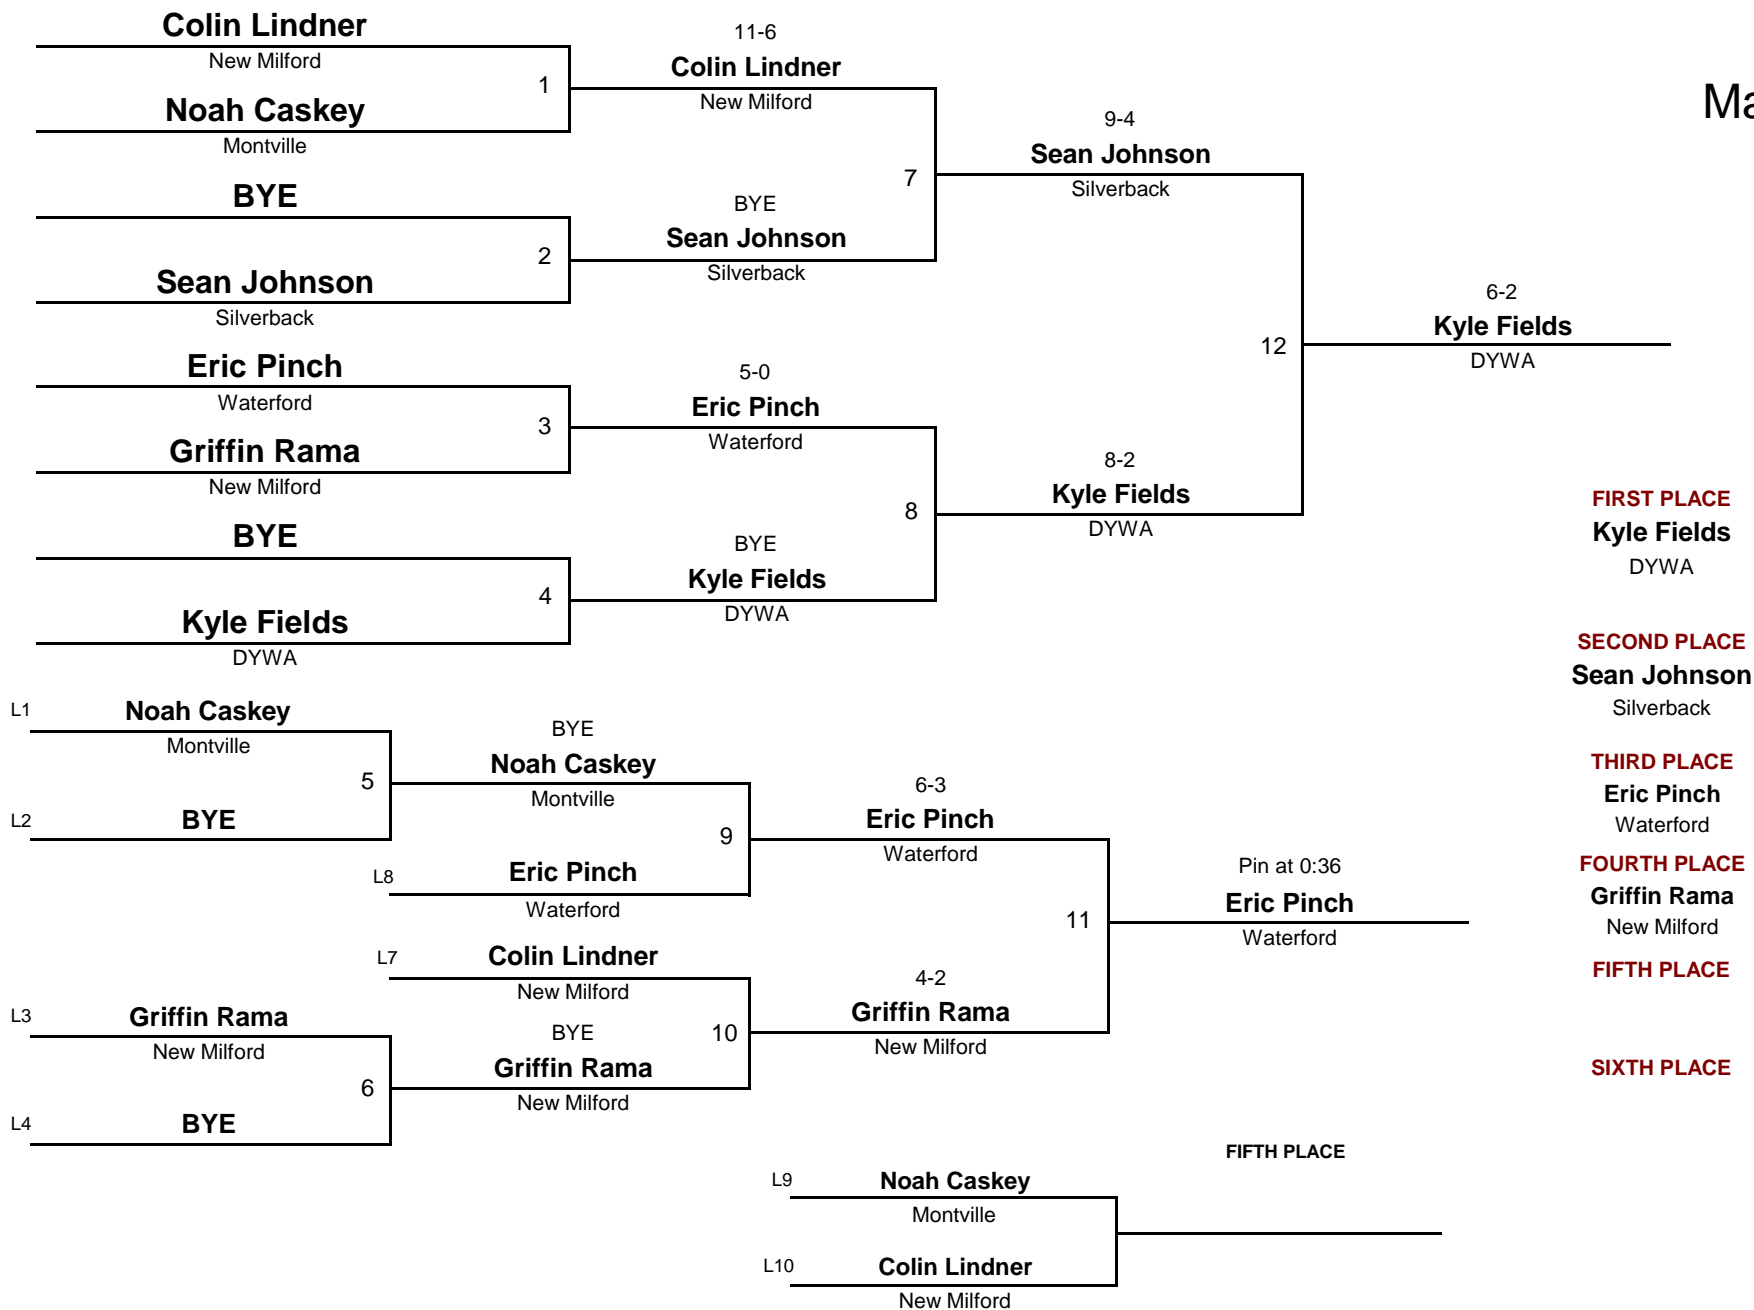 Colin Lindner
New Milford
1
Noah Caskey
Montville
BYE
2
Sean Johnson
Silverback
Eric Pinch
Waterford
3
Griffin Rama
New Milford
BYE
4
Kyle Fields
DYWA
11-6
Colin Lindner
New Milford
7
BYE
Sean Johnson
Silverback
5-0
Eric Pinch
Waterford
8
BYE
Kyle Fields
DYWA
9-4
Sean Johnson
Silverback
12
8-2
Kyle Fields
DYWA
6-2
Kyle Fields
DYWA
Ma
FIRST PLACE
Kyle Fields
DYWA
SECOND PLACE
Sean Johnson
Silverback
THIRD PLACE
Eric Pinch
Waterford
FOURTH PLACE
Griffin Rama
New Milford
FIFTH PLACE
SIXTH PLACE
L1 Noah Caskey
Montville
5
L2 BYE
BYE
Noah Caskey
Montville
9
L8 Eric Pinch
Waterford
L7 Colin Lindner
New Milford
L3 Griffin Rama
New Milford
6
L4 BYE
BYE
10
Griffin Rama
New Milford
6-3
Eric Pinch
Waterford
11
4-2
Griffin Rama
New Milford
Pin at 0:36
Eric Pinch
Waterford
FIFTH PLACE
L9 Noah Caskey
Montville
L10 Colin Lindner
New Milford